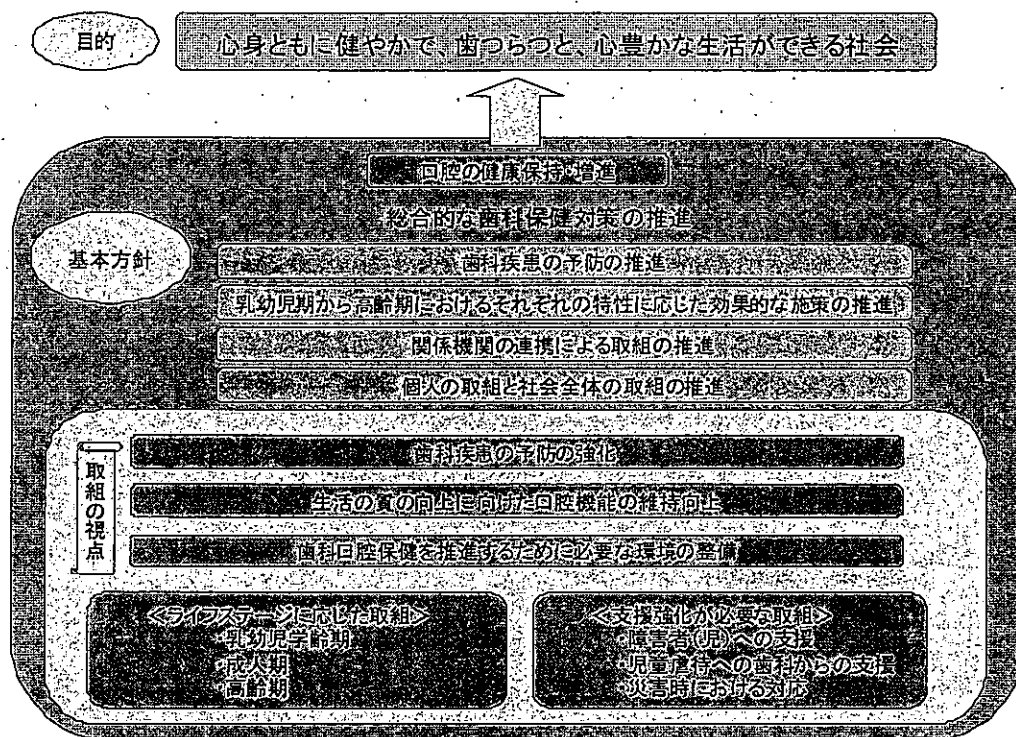 目的
心身ともに健やかで、歯つらつと、心豊かな生活ができる社会
口腔の健康保持・増進
総合的な歯科保健対策の推進
基本方針
歯科疾患の予防の推進
乳幼児期から高齢期におけるそれぞれの特性に応じた効果的な施策の推進
関係機関の連携による取組の推進
個人の取組と社会全体の取組の推進
取組の視点
歯科疾患の予防の強化
生活の質の向上に向けた口腔機能の維持向上
歯科口腔保健を推進するために必要な環境の整備
<ライフステージに応じた取組>
・乳幼児学齢期
・成人期
・高齢期
<支援強化が必要な取組>
・障害者(児)への支援
・児童虐待への歯科からの支援
・災害時における対応